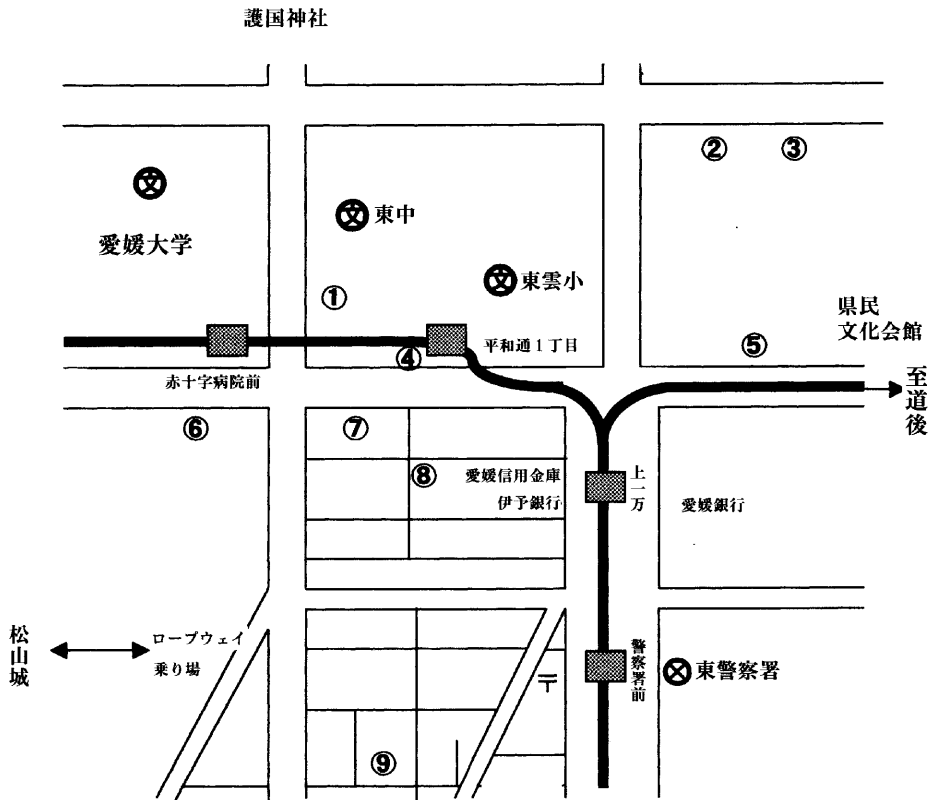 護国神社
② ③
文
愛媛大学
文 東中
文 東雲小
①
県民
文化会館
平和通1丁目
⑤
④
赤十字病院前
至道後
⑥
⑦
⑧
愛媛信用金庫
伊予銀行
上一万
愛媛銀行
松山城
ロープウェイ
乗り場
〒
警察署前
東警察署
⑨